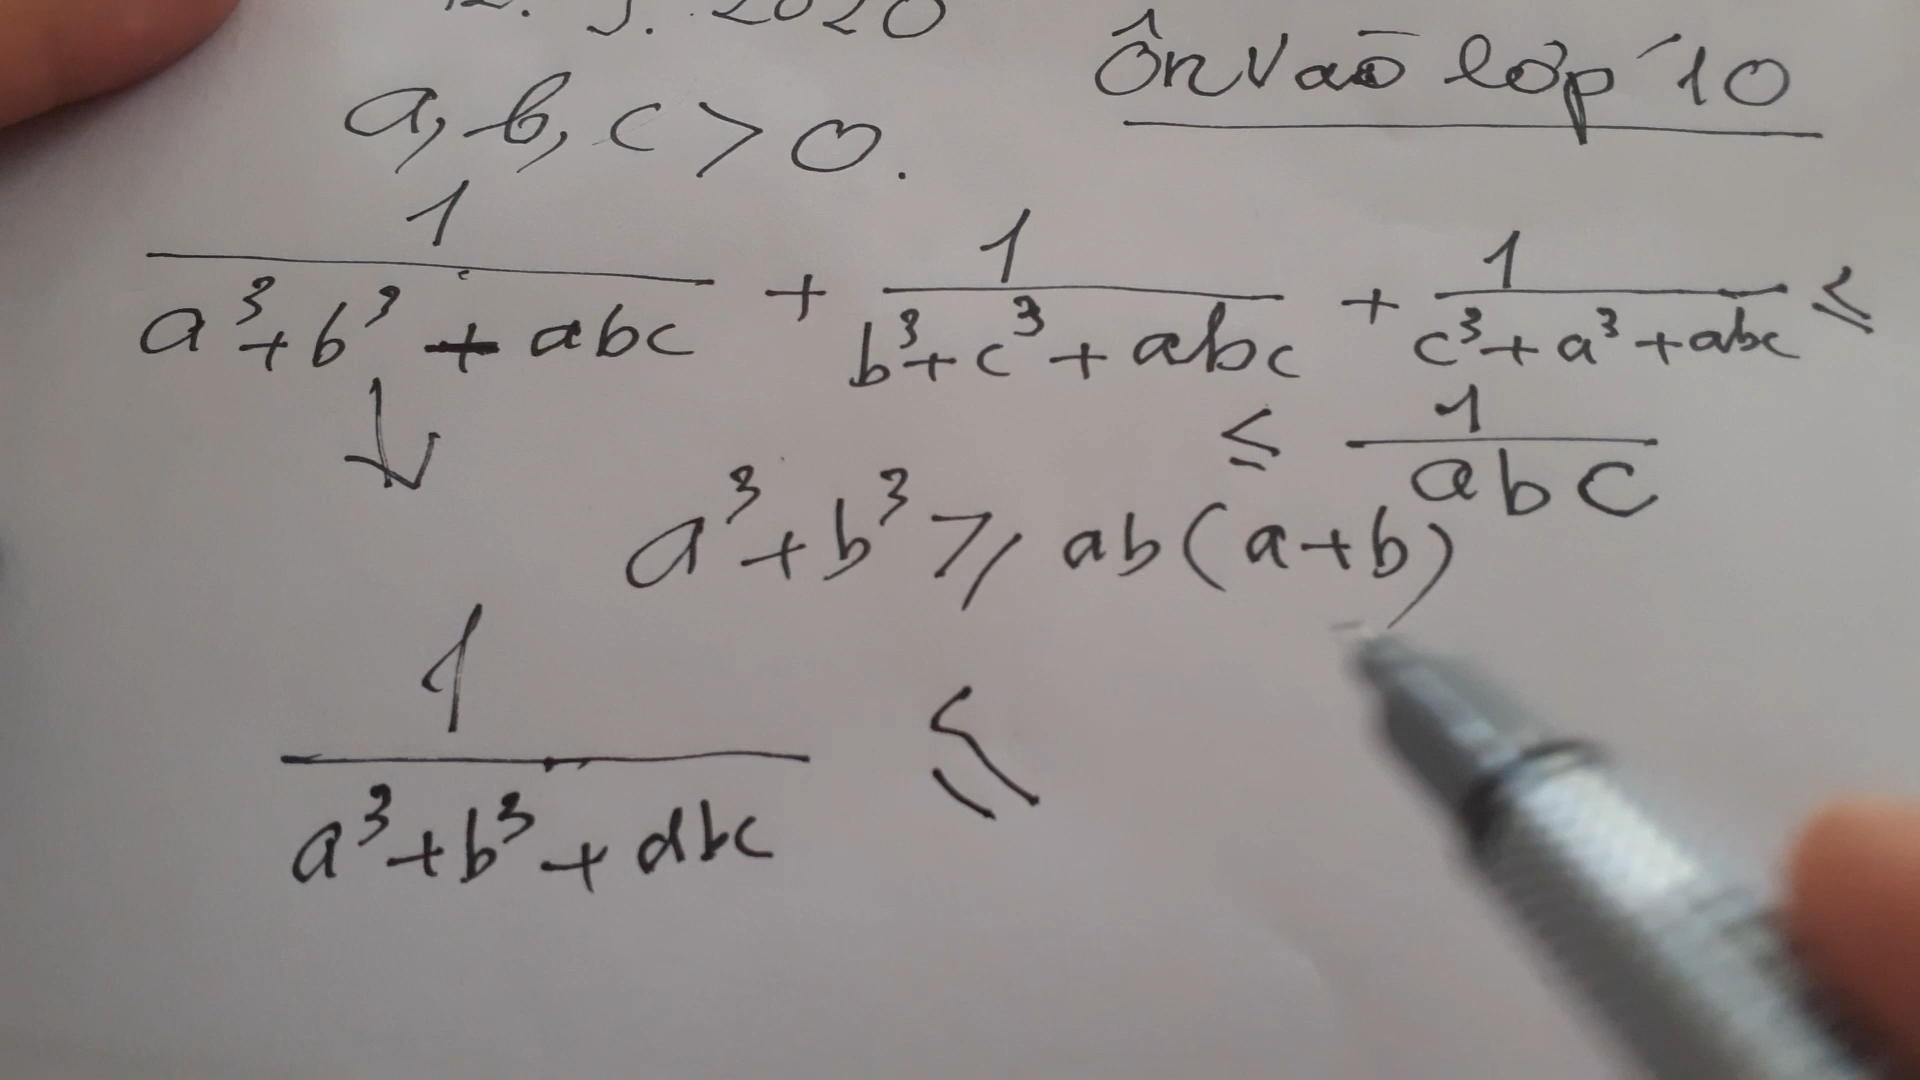 2020
Ôn vào lớp 10
a, b, c > 0.
1/(a³+b³+abc) + 1/(b³+c³+abc) + 1/(c³+a³+abc) ≤
≤ 1/abc
a³+b³ ≥ ab(a+b)
1/(a³+b³+abc) ≤